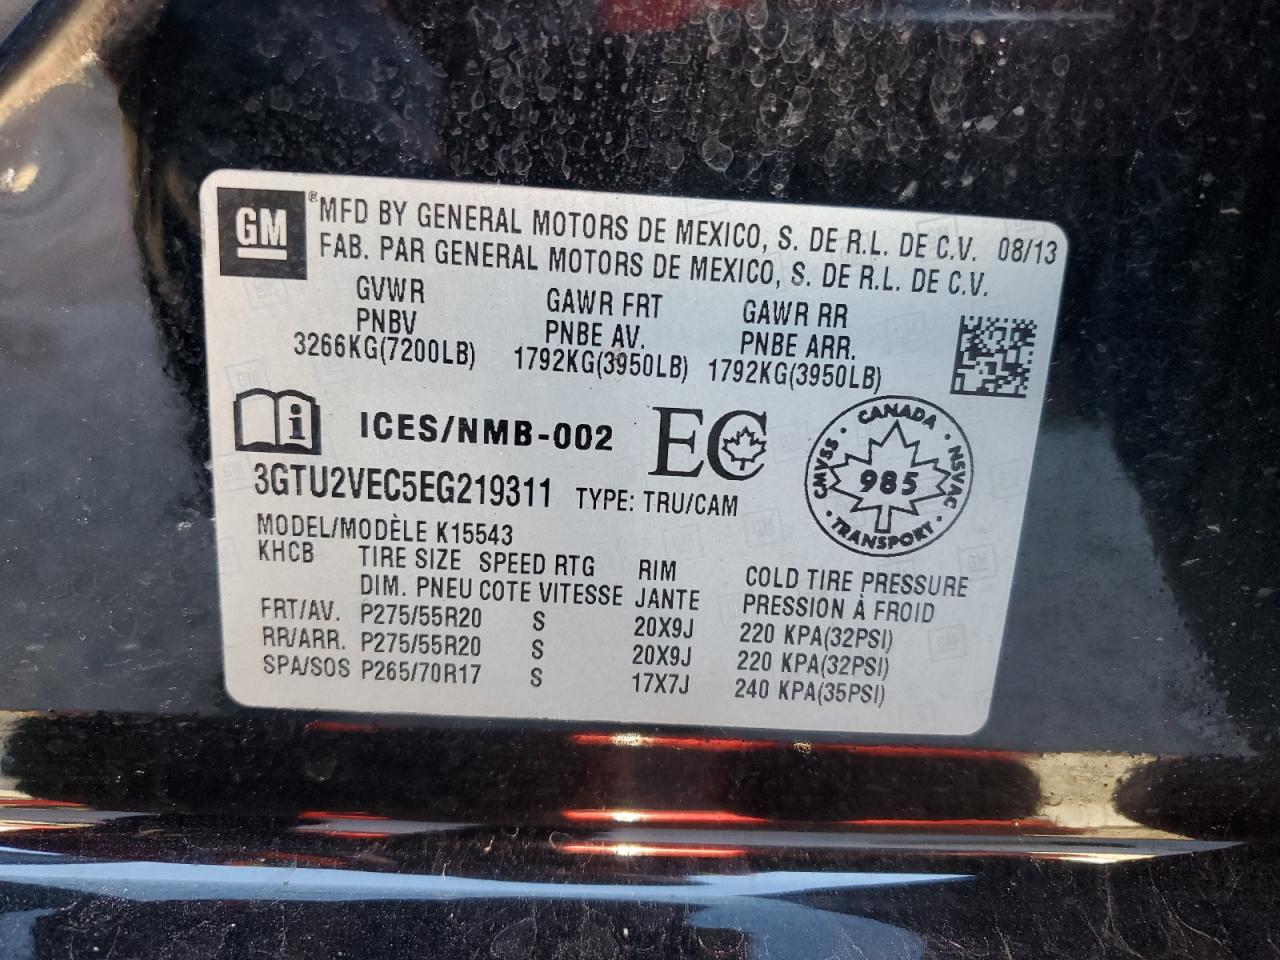 GM ® MFD BY GENERAL MOTORS DE MEXICO, S. DE R.L. DE C.V. 08/13
FAB. PAR GENERAL MOTORS DE MEXICO, S. DE R.L. DE C.V.
GVWR GAWR FRT GAWR RR
PNBV PNBE AV. PNBE ARR.
3266KG(7200LB) 1792KG(3950LB) 1792KG(3950LB)
i ICES/NMB-002 EC
CANADA
CMVSS · 985 · NSVAC
· TRANSPORT ·
3GTU2VEC5EG219311 TYPE: TRU/CAM
MODEL/MODÈLE K15543
KHCB TIRE SIZE SPEED RTG RIM COLD TIRE PRESSURE
DIM. PNEU COTE VITESSE JANTE PRESSION À FROID
FRT/AV. P275/55R20 S 20X9J 220 KPA(32PSI)
RR/ARR. P275/55R20 S 20X9J 220 KPA(32PSI)
SPA/SOS P265/70R17 S 17X7J 240 KPA(35PSI)